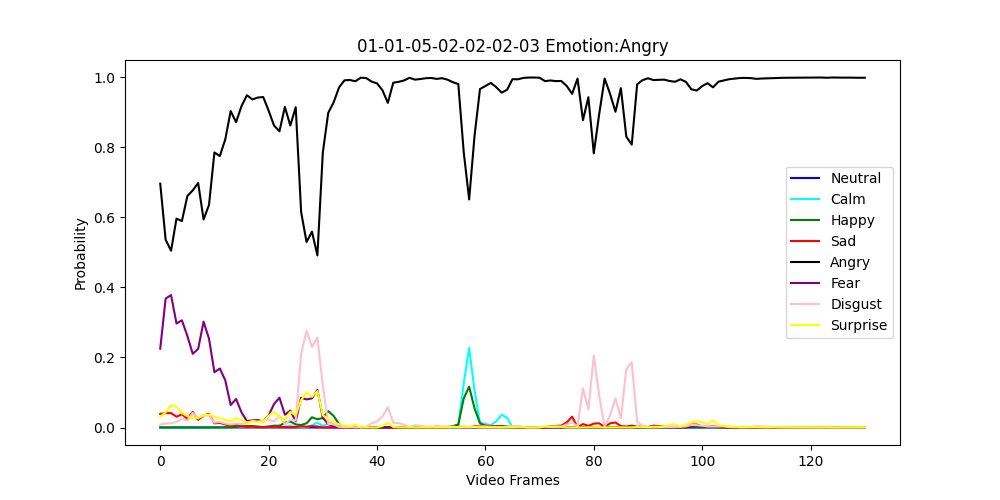 01-01-05-02-02-02-03 Emotion:Angry
Probability
1.0
0.8
0.6
0.4
0.2
0.0
0
20
40
60
80
100
120
Video Frames
Neutral
Calm
Happy
Sad
Angry
Fear
Disgust
Surprise